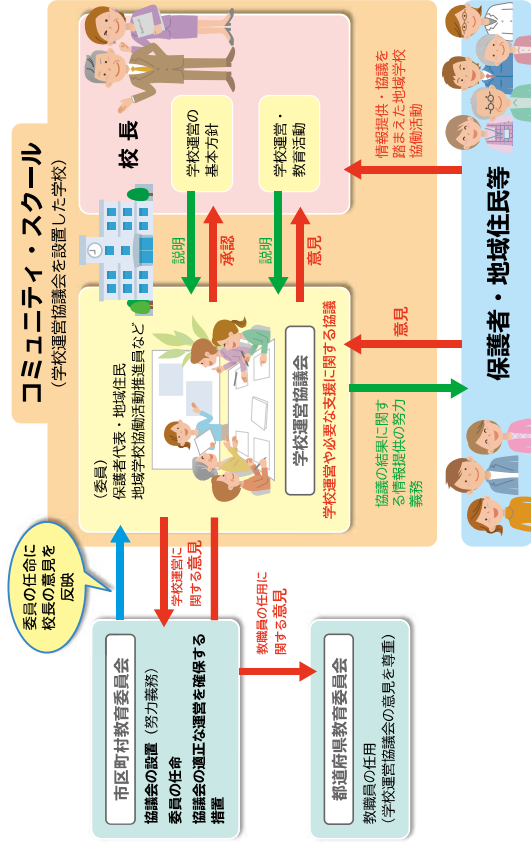 コミュニティ・スクール
（学校運営協議会を設置した学校）
委員の任命に
校長の意見を
反映
市区町村教育委員会
協議会の設置（努力義務）
委員の任命
協議会の適正な運営を確保する
措置
学校運営に
関する意見
教職員の任用に
関する意見
都道府県教育委員会
教職員の任用
（学校運営協議会の意見を尊重）
（委員）
保護者代表・地域住民
地域学校協働活動推進員など
学校運営協議会
学校運営や必要な支援に関する協議
説明
承認
説明
意見
校長
学校運営の
基本方針
学校運営・
教育活動
協議の結果に関す
る情報提供の努力
義務
意見
情報提供・協議を
踏まえた地域学校
協働活動
保護者・地域住民等